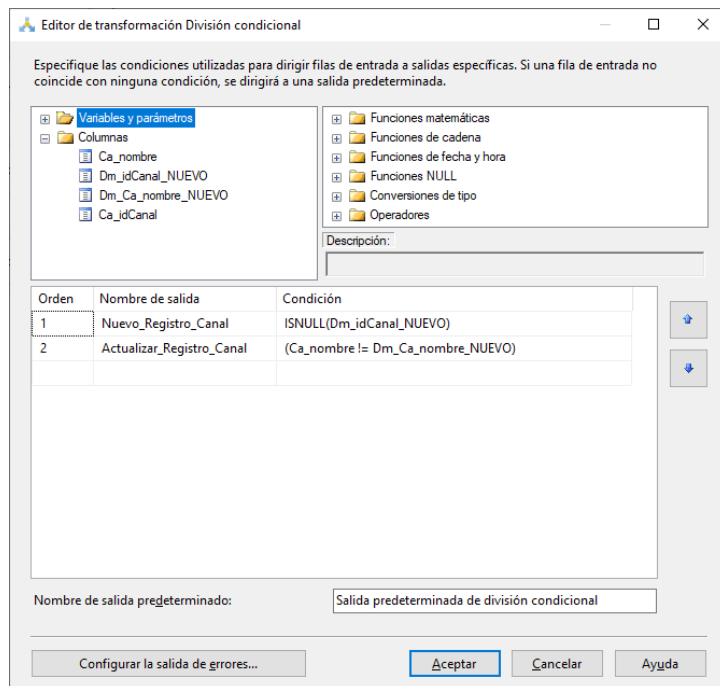 Editor de transformación División condicional
Especifique las condiciones utilizadas para dirigir filas de entrada a salidas específicas. Si una fila de entrada no
coincide con ninguna condición, se dirigirá a una salida predeterminada.
Variables y parámetros
Columnas
Ca_nombre
Dm_idCanal_NUEVO
Dm_Ca_nombre_NUEVO
Ca_idCanal
Funciones matemáticas
Funciones de cadena
Funciones de fecha y hora
Funciones NULL
Conversiones de tipo
Operadores
Descripción:
Orden Nombre de salida Condición
1 Nuevo_Registro_Canal ISNULL(Dm_idCanal_NUEVO)
2 Actualizar_Registro_Canal (Ca_nombre != Dm_Ca_nombre_NUEVO)
Nombre de salida predeterminado: Salida predeterminada de división condicional
Configurar la salida de errores... Aceptar Cancelar Ayuda